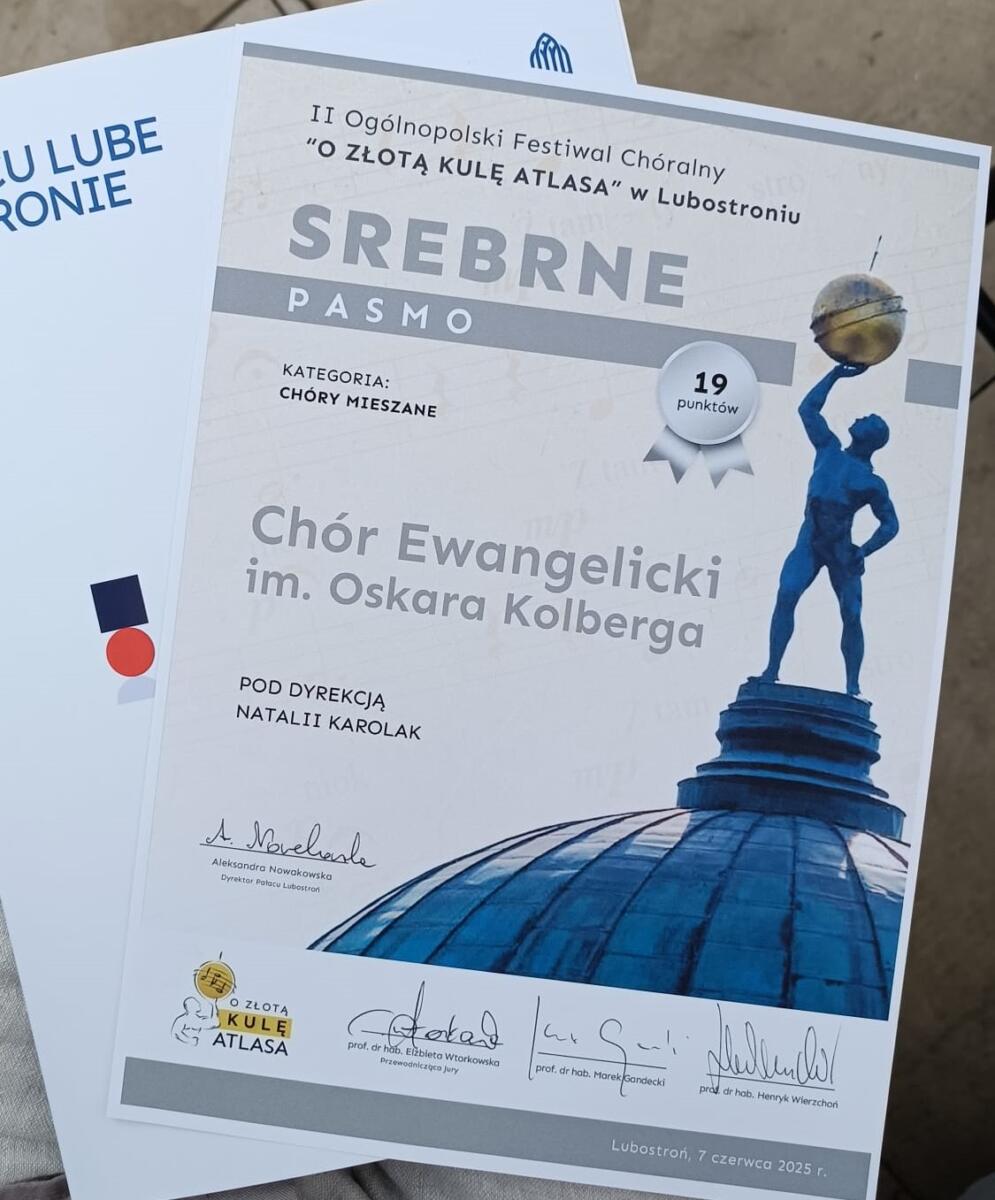 CU LUBE
RONIE
II Ogólnopolski Festiwal Chóralny
"O ZŁOTĄ KULĘ ATLASA" w Lubostroniu
SREBRNE
PASMO
KATEGORIA:
CHÓRY MIESZANE
19
punktów
Chór Ewangelicki
im. Oskara Kolberga
POD DYREKCJĄ
NATALII KAROLAK
A. Nowakowska
Aleksandra Nowakowska
Dyrektor Pałacu Lubostroń
O ZŁOTĄ
KULĘ
ATLASA
prof. dr hab. Elżbieta Wtorkowska
Przewodnicząca Jury
prof. dr hab. Marek Gandecki
prof. dr hab. Henryk Wierzchoń
Lubostroń, 7 czerwca 2025 r.